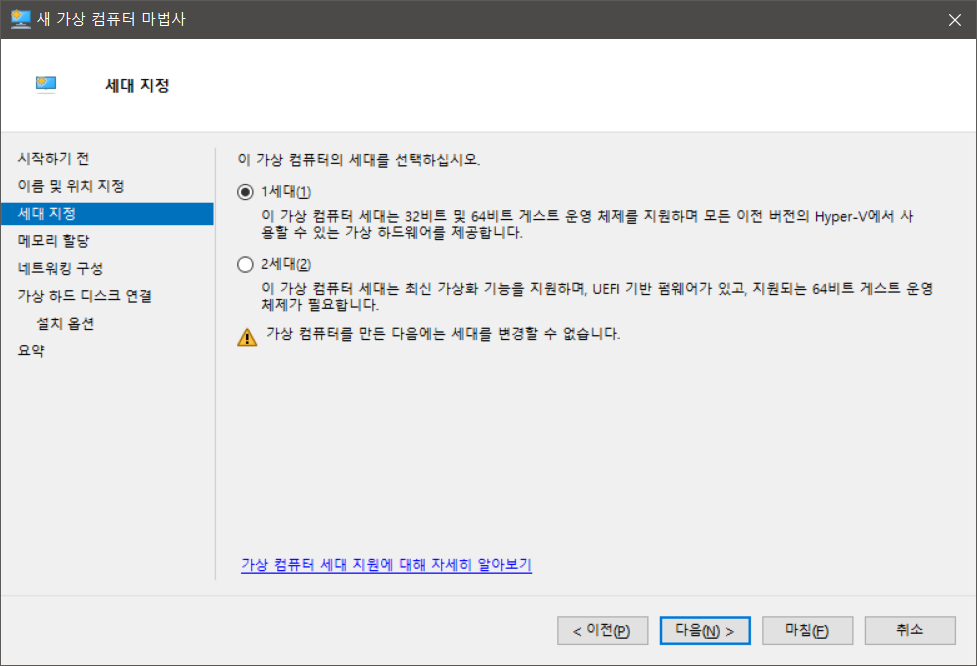 새 가상 컴퓨터 마법사
세대 지정
시작하기 전
이름 및 위치 지정
세대 지정
메모리 할당
네트워킹 구성
가상 하드 디스크 연결
설치 옵션
요약
이 가상 컴퓨터의 세대를 선택하십시오.
1세대(1)
이 가상 컴퓨터 세대는 32비트 및 64비트 게스트 운영 체제를 지원하며 모든 이전 버전의 Hyper-V에서 사
용할 수 있는 가상 하드웨어를 제공합니다.
2세대(2)
이 가상 컴퓨터 세대는 최신 가상화 기능을 지원하며, UEFI 기반 펌웨어가 있고, 지원되는 64비트 게스트 운영
체제가 필요합니다.
가상 컴퓨터를 만든 다음에는 세대를 변경할 수 없습니다.
가상 컴퓨터 세대 지원에 대해 자세히 알아보기
< 이전(P)
다음(N) >
마침(F)
취소